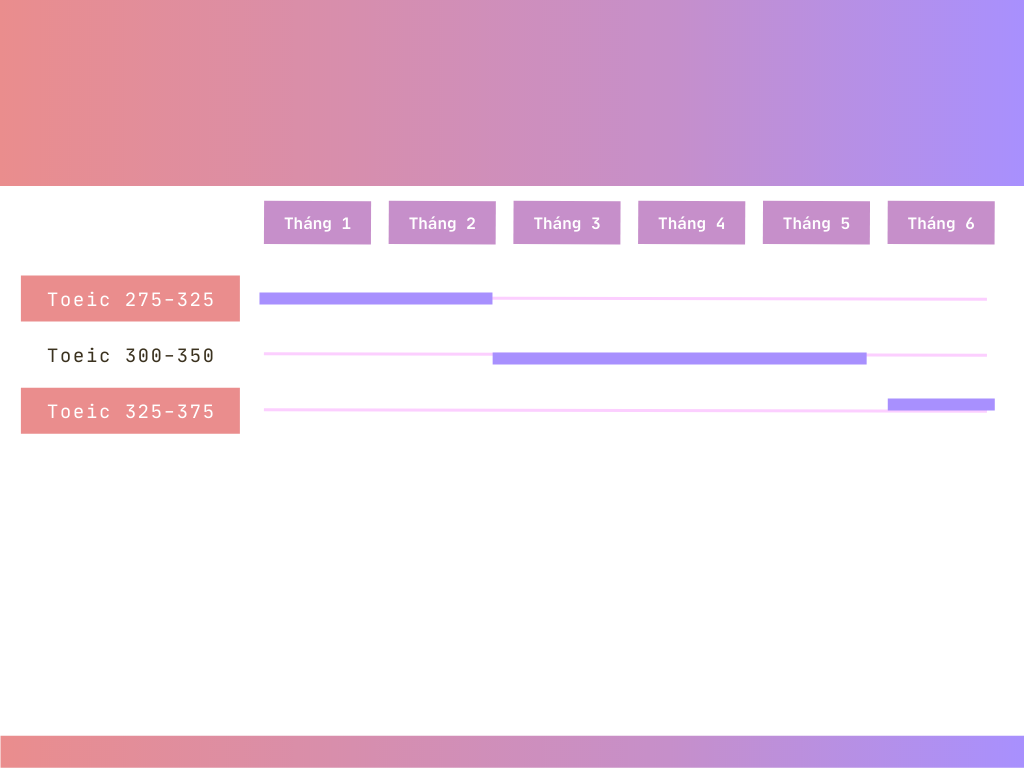 Tháng 1
Tháng 2
Tháng 3
Tháng 4
Tháng 5
Tháng 6
Toeic 275–325
Toeic 300–350
Toeic 325–375